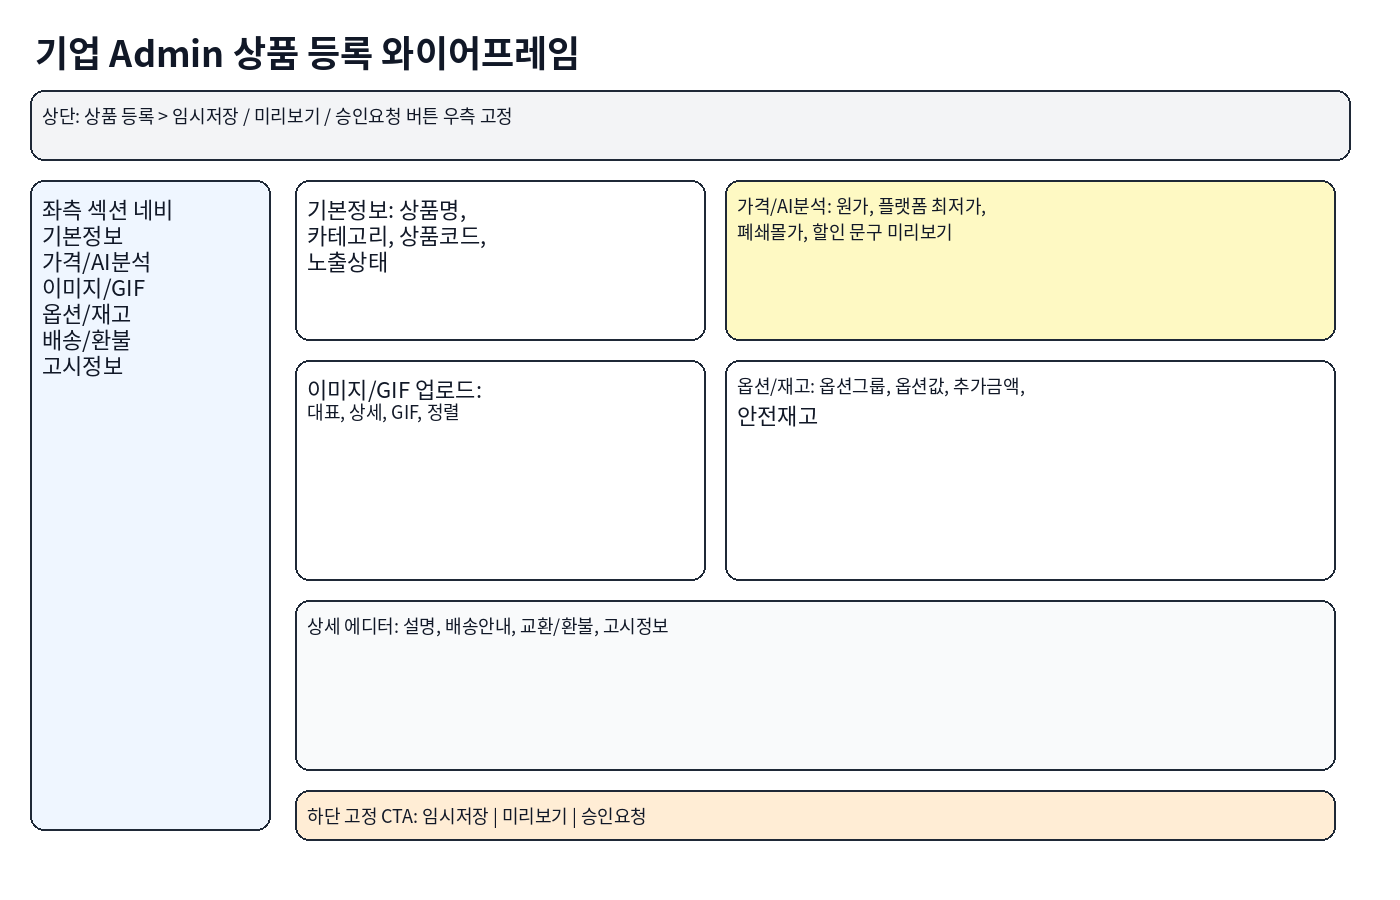 기업 Admin 상품 등록 와이어프레임
상단: 상품 등록 > 임시저장 / 미리보기 / 승인요청 버튼 우측 고정
좌측 섹션 네비
기본정보
가격/AI분석
이미지/GIF
옵션/재고
배송/환불
고시정보
기본정보: 상품명,
카테고리, 상품코드,
노출상태
가격/AI분석: 원가, 플랫폼 최저가,
폐쇄몰가, 할인 문구 미리보기
이미지/GIF 업로드:
대표, 상세, GIF, 정렬
옵션/재고: 옵션그룹, 옵션값, 추가금액,
안전재고
상세 에디터: 설명, 배송안내, 교환/환불, 고시정보
하단 고정 CTA: 임시저장 | 미리보기 | 승인요청